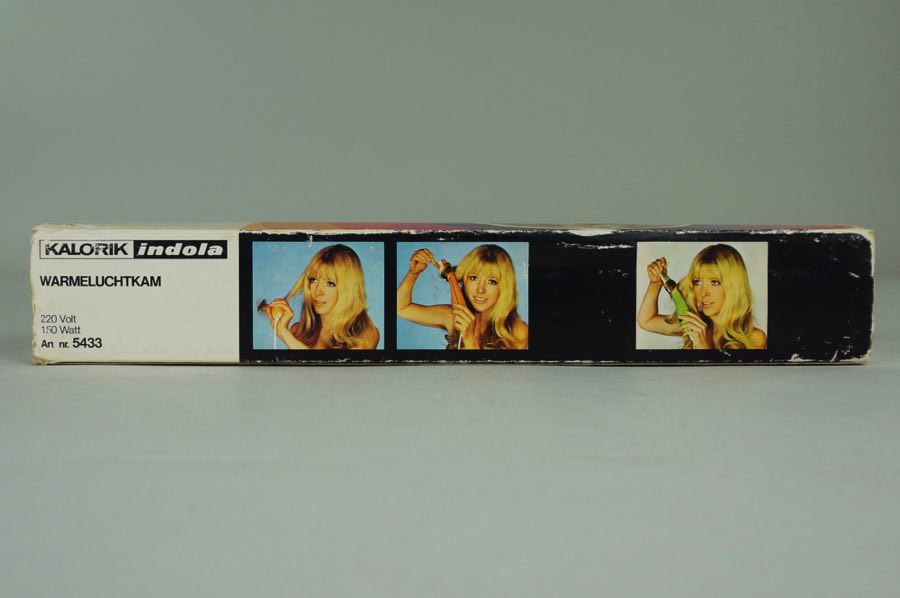 KALORIK indola
WARMELUCHTKAM
220 Volt
150 Watt
An nr. 5433